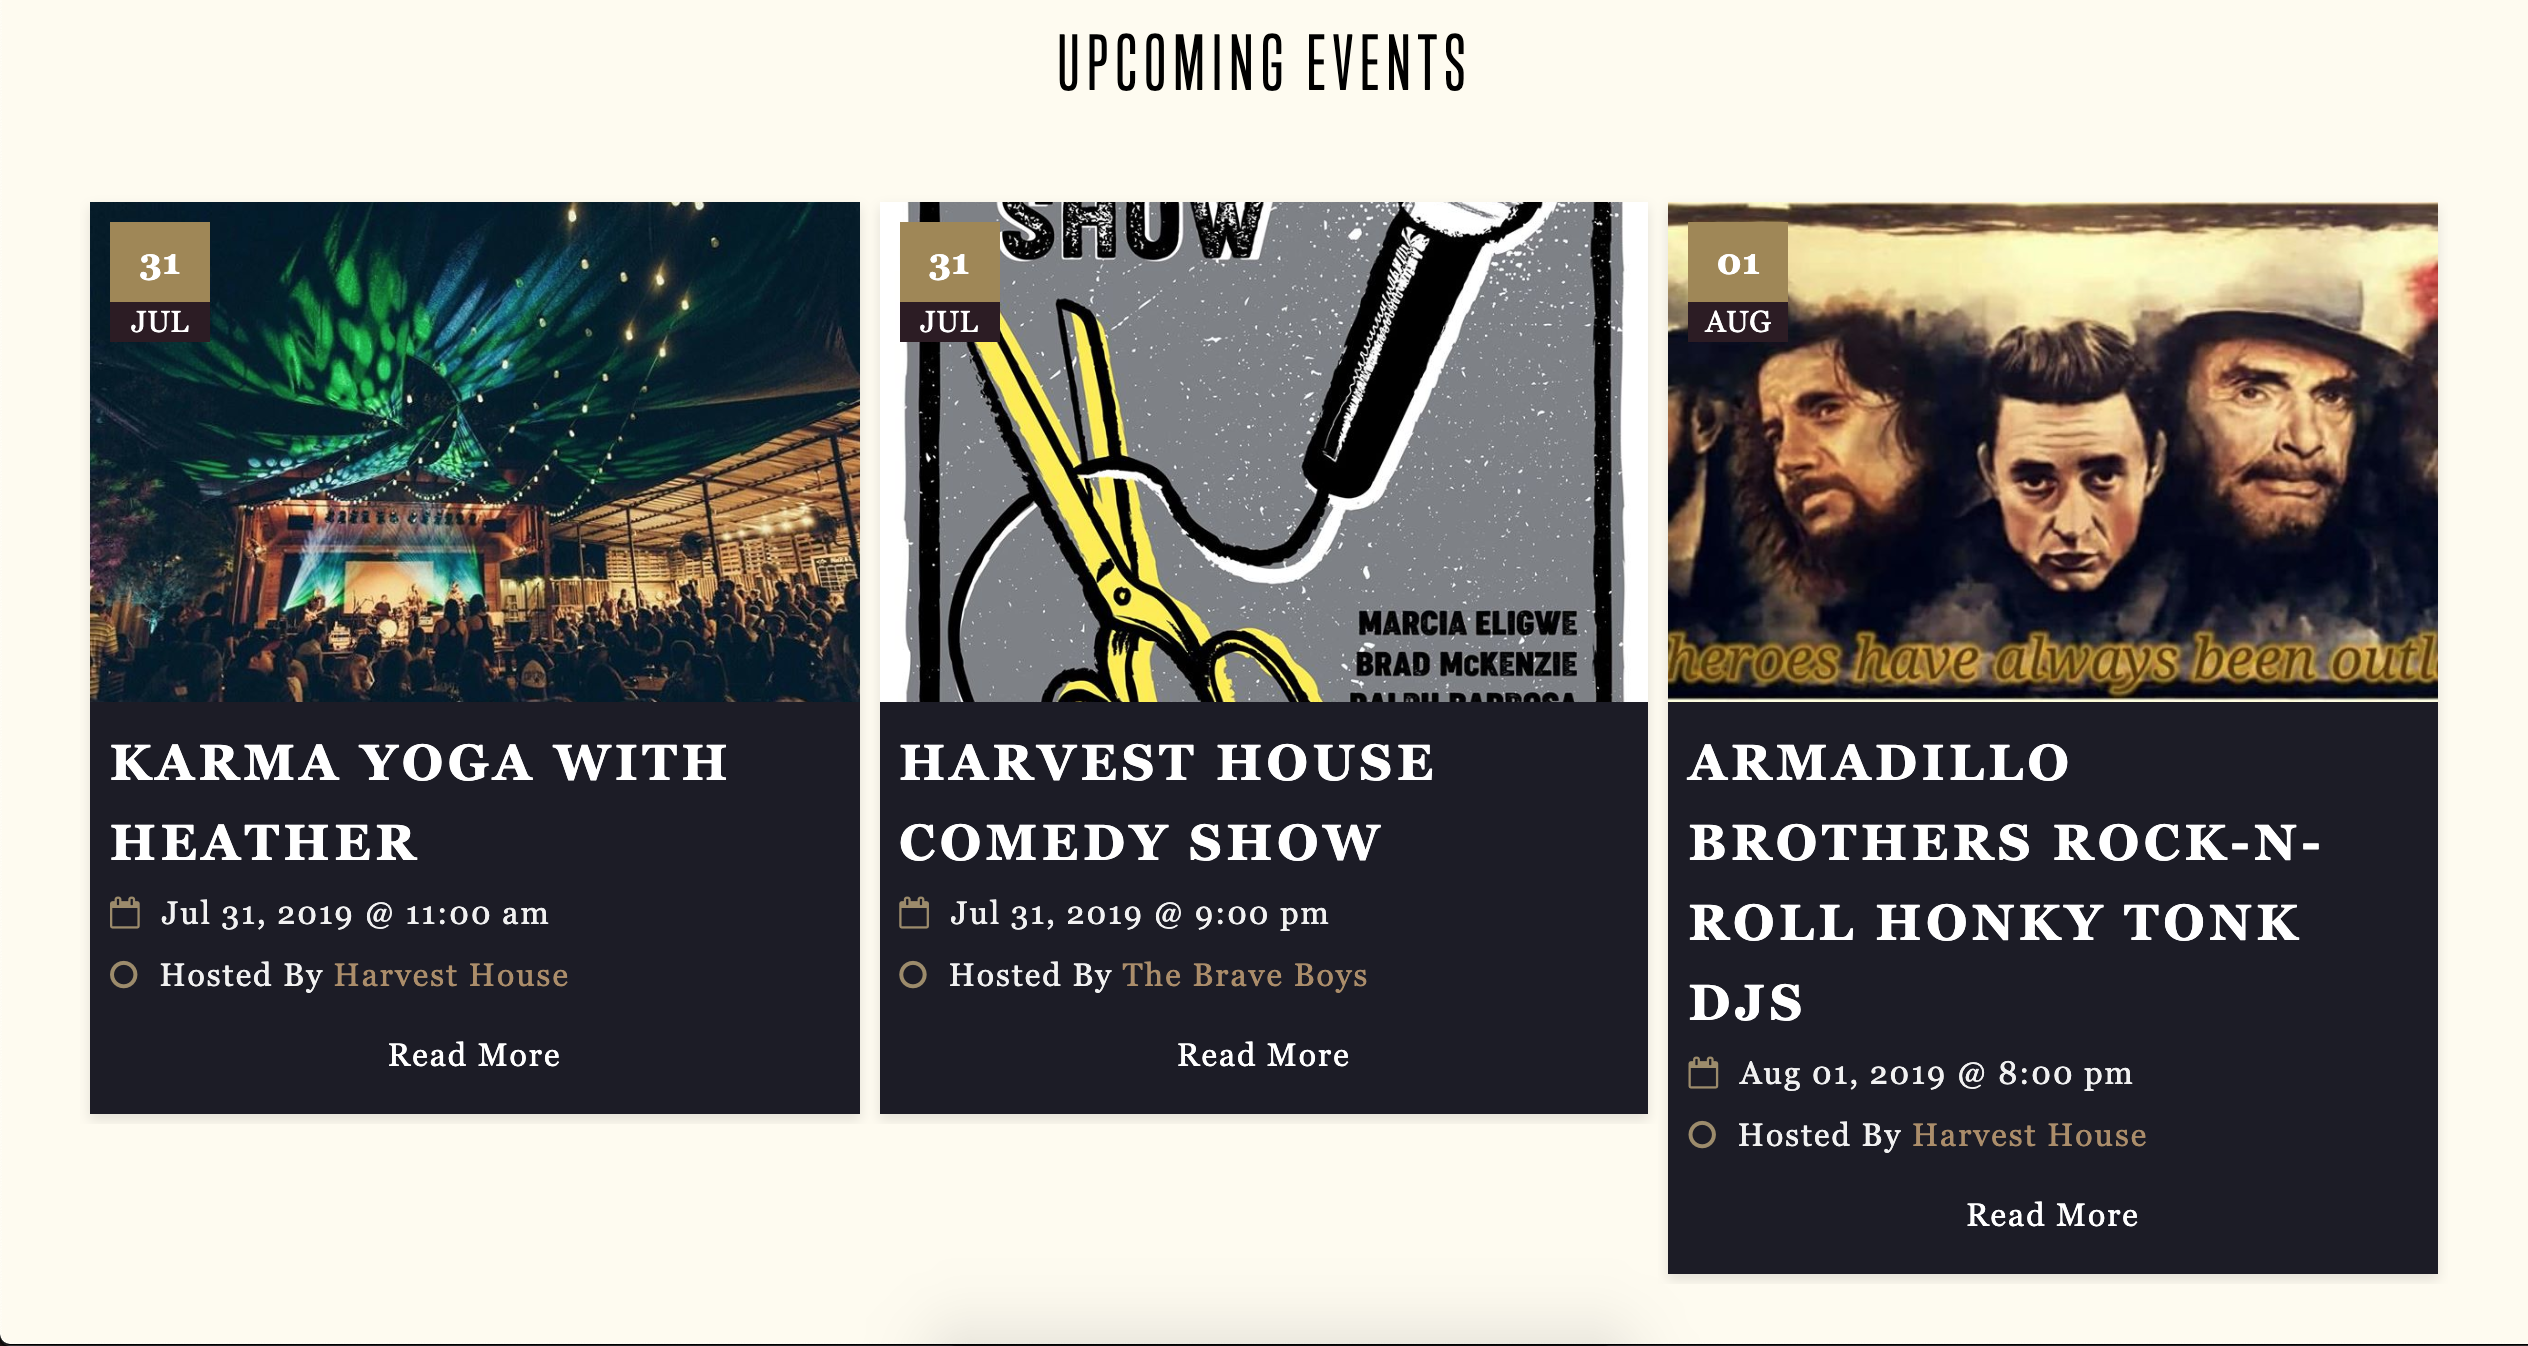 UPCOMING EVENTS
31
JUL
KARMA YOGA WITH
HEATHER
Jul 31, 2019 @ 11:00 am
Hosted By Harvest House
Read More
SHOW
31
JUL
MARCIA ELIGWE
BRAD McKENZIE
RALPH BARBOSA
HARVEST HOUSE
COMEDY SHOW
Jul 31, 2019 @ 9:00 pm
Hosted By The Brave Boys
Read More
01
AUG
heroes have always been outl
ARMADILLO
BROTHERS ROCK-N-
ROLL HONKY TONK
DJS
Aug 01, 2019 @ 8:00 pm
Hosted By Harvest House
Read More